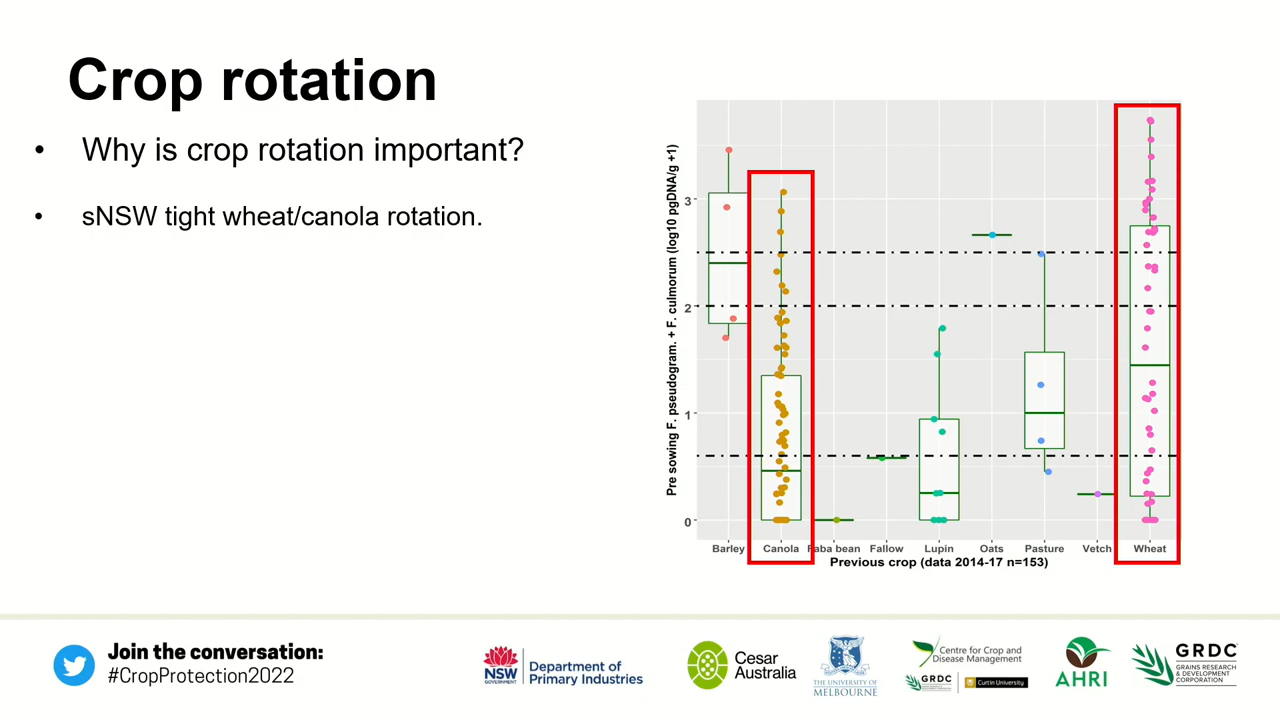 Crop rotation
• Why is crop rotation important?
• sNSW tight wheat/canola rotation.
Pre sowing F. pseudogram. + F. culmorum (log10 pgDNA/g +1)
3
2
1
0
Barley Canola Faba bean Fallow Lupin Oats Pasture Vetch Wheat
Previous crop (data 2014-17 n=153)
Join the conversation:
#CropProtection2022
NSW
GOVERNMENT
Department of
Primary Industries
Cesar
Australia
THE UNIVERSITY OF
MELBOURNE
Centre for Crop and
Disease Management
GRDC
Curtin University
AHRI
GRDC
GRAINS RESEARCH
& DEVELOPMENT
CORPORATION